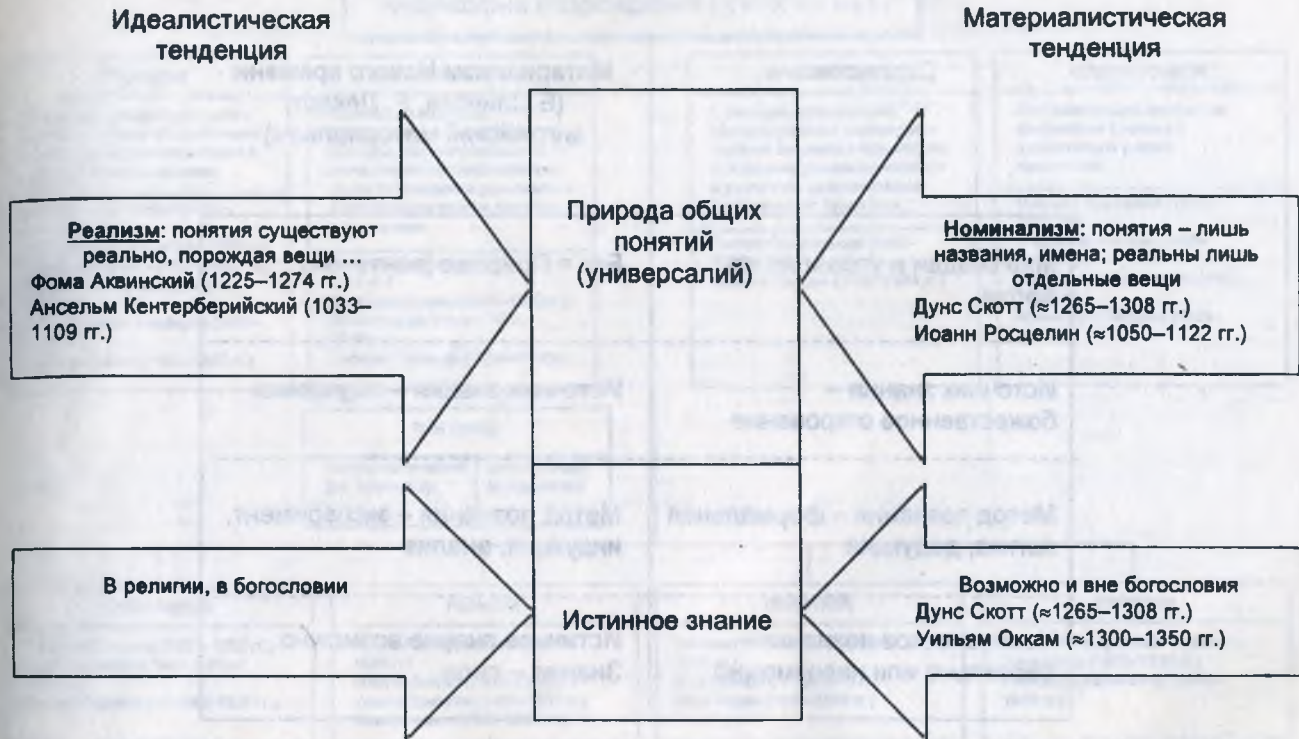 Идеалистическая
тенденция
Материалистическая
тенденция
Реализм: понятия существуют
реально, порождая вещи ...
Фома Аквинский (1225–1274 гг.)
Ансельм Кентерберийский (1033–
1109 гг.)
Природа общих
понятий
(универсалий)
Номинализм: понятия – лишь
названия, имена; реальны лишь
отдельные вещи
Дунс Скотт (≈1265–1308 гг.)
Иоанн Росцелин (≈1050–1122 гг.)
В религии, в богословии
Истинное знание
Возможно и вне богословия
Дунс Скотт (≈1265–1308 гг.)
Уильям Оккам (≈1300–1350 гг.)